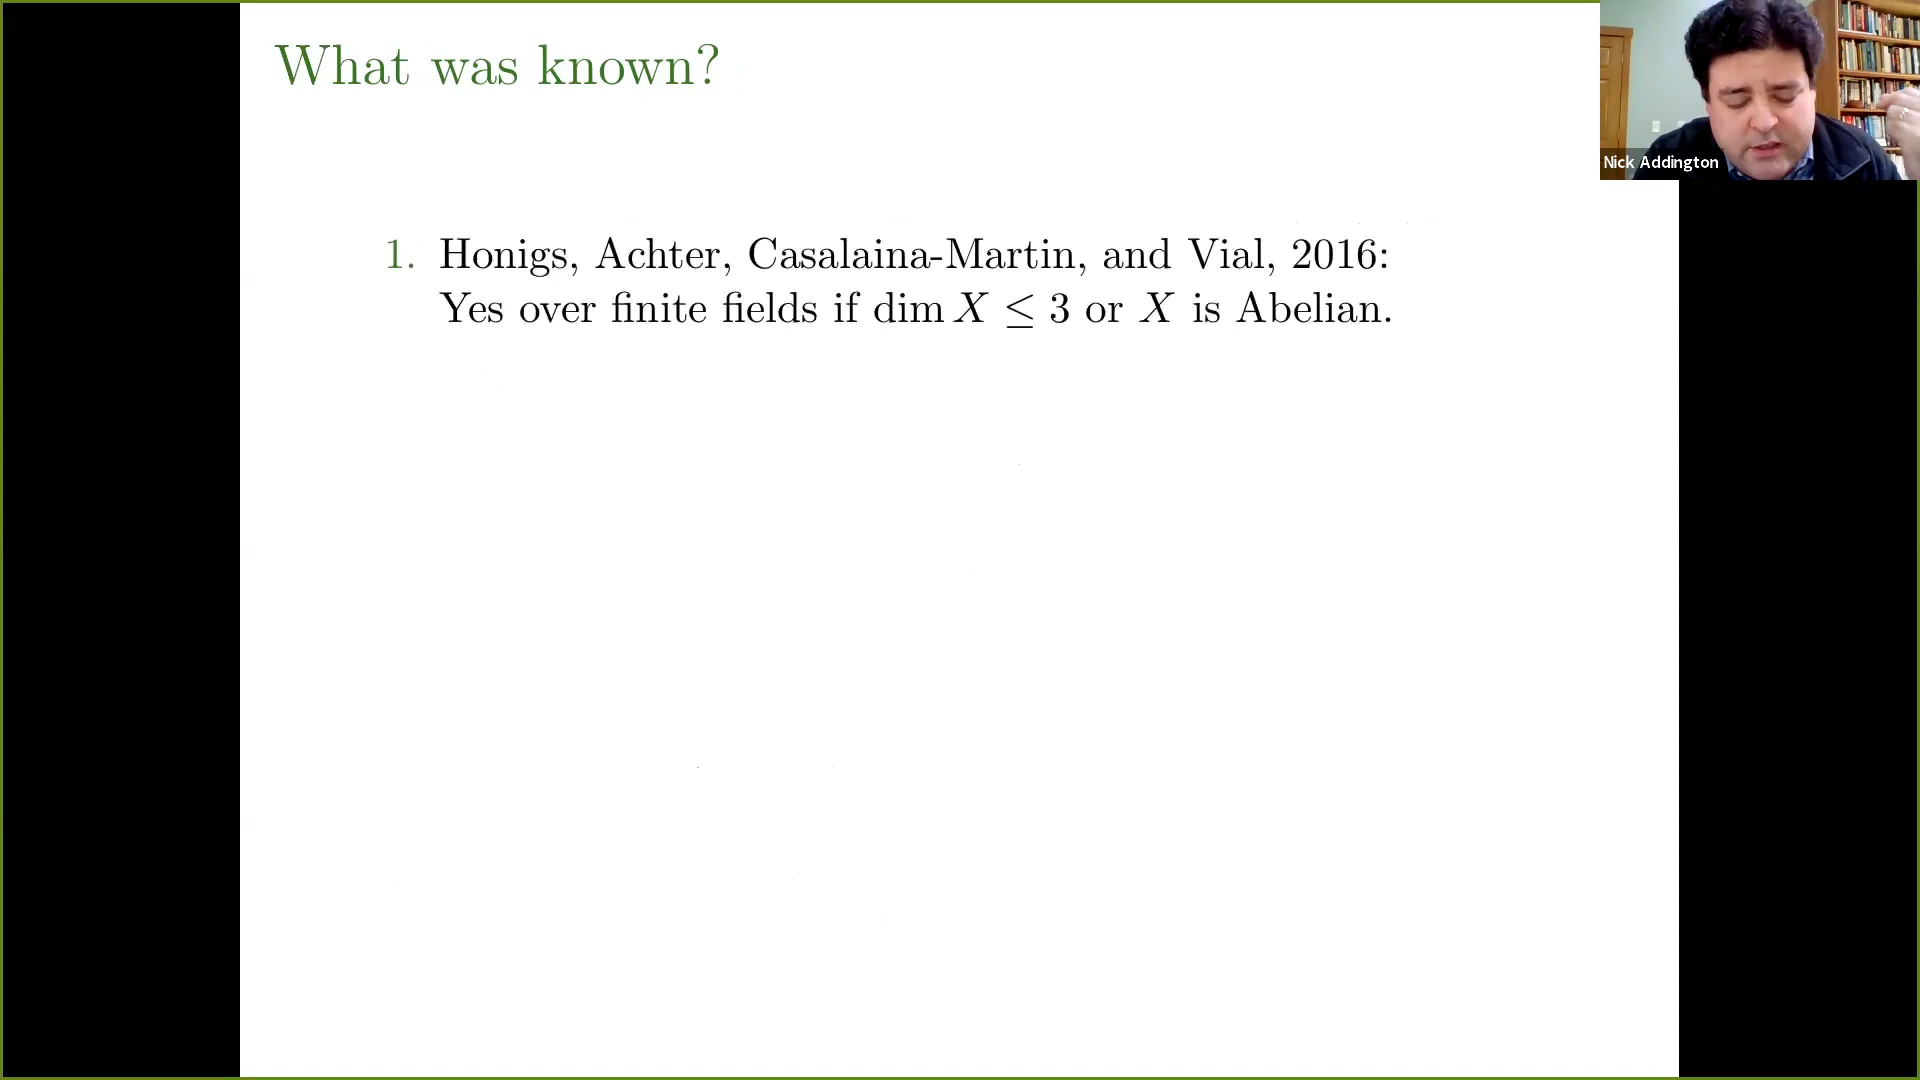 What was known?
Nick Addington
1. Honigs, Achter, Casalaina-Martin, and Vial, 2016:
Yes over finite fields if dim X ≤ 3 or X is Abelian.